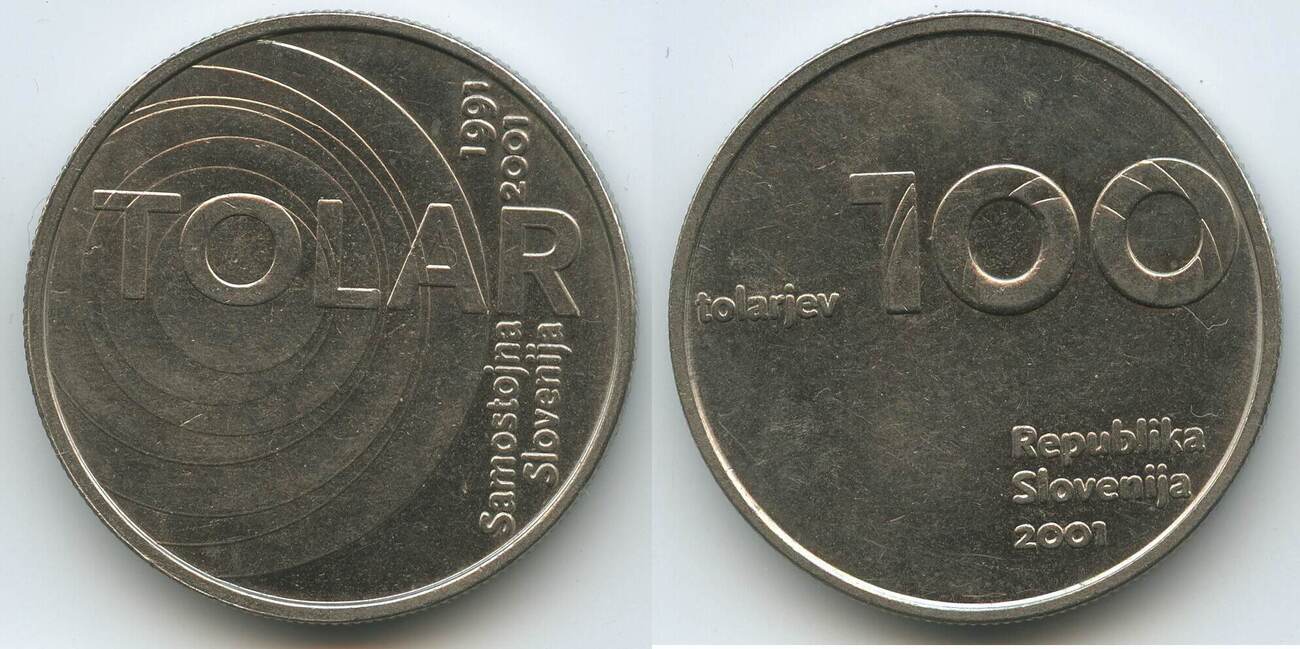 TOLAR
1991
2001
Samostojna
Slovenija
100
tolarjev
Republika
Slovenija
2001